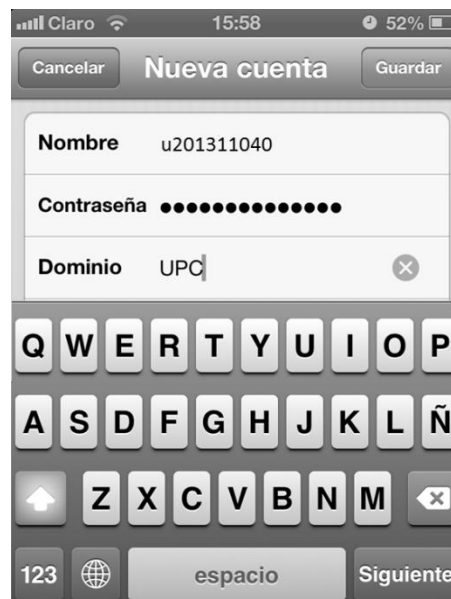 Claro 15:58 52%
Cancelar Nueva cuenta Guardar
Nombre u201311040
Contraseña ●●●●●●●●●●●●●●
Dominio UPC
Q W E R T Y U I O P
A S D F G H J K L Ñ
Z X C V B N M
123 espacio Siguiente